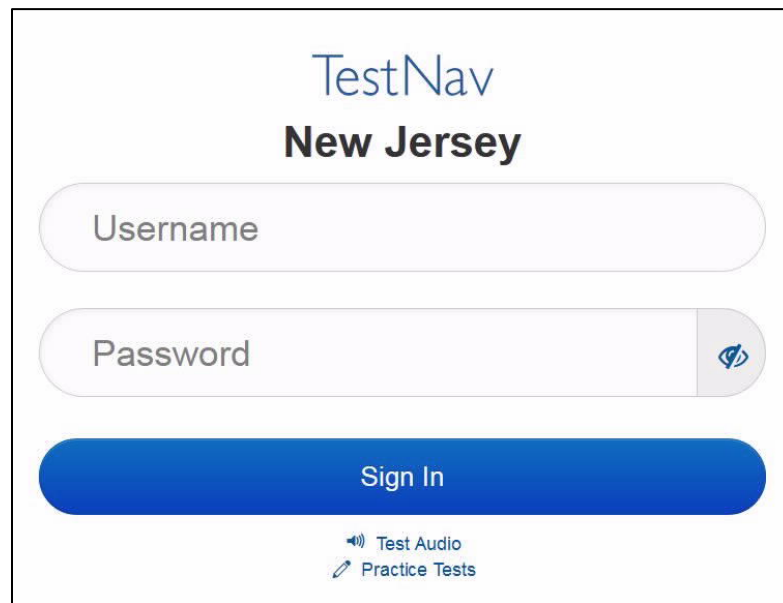 TestNav
New Jersey
Username
Password
Sign In
Test Audio
Practice Tests